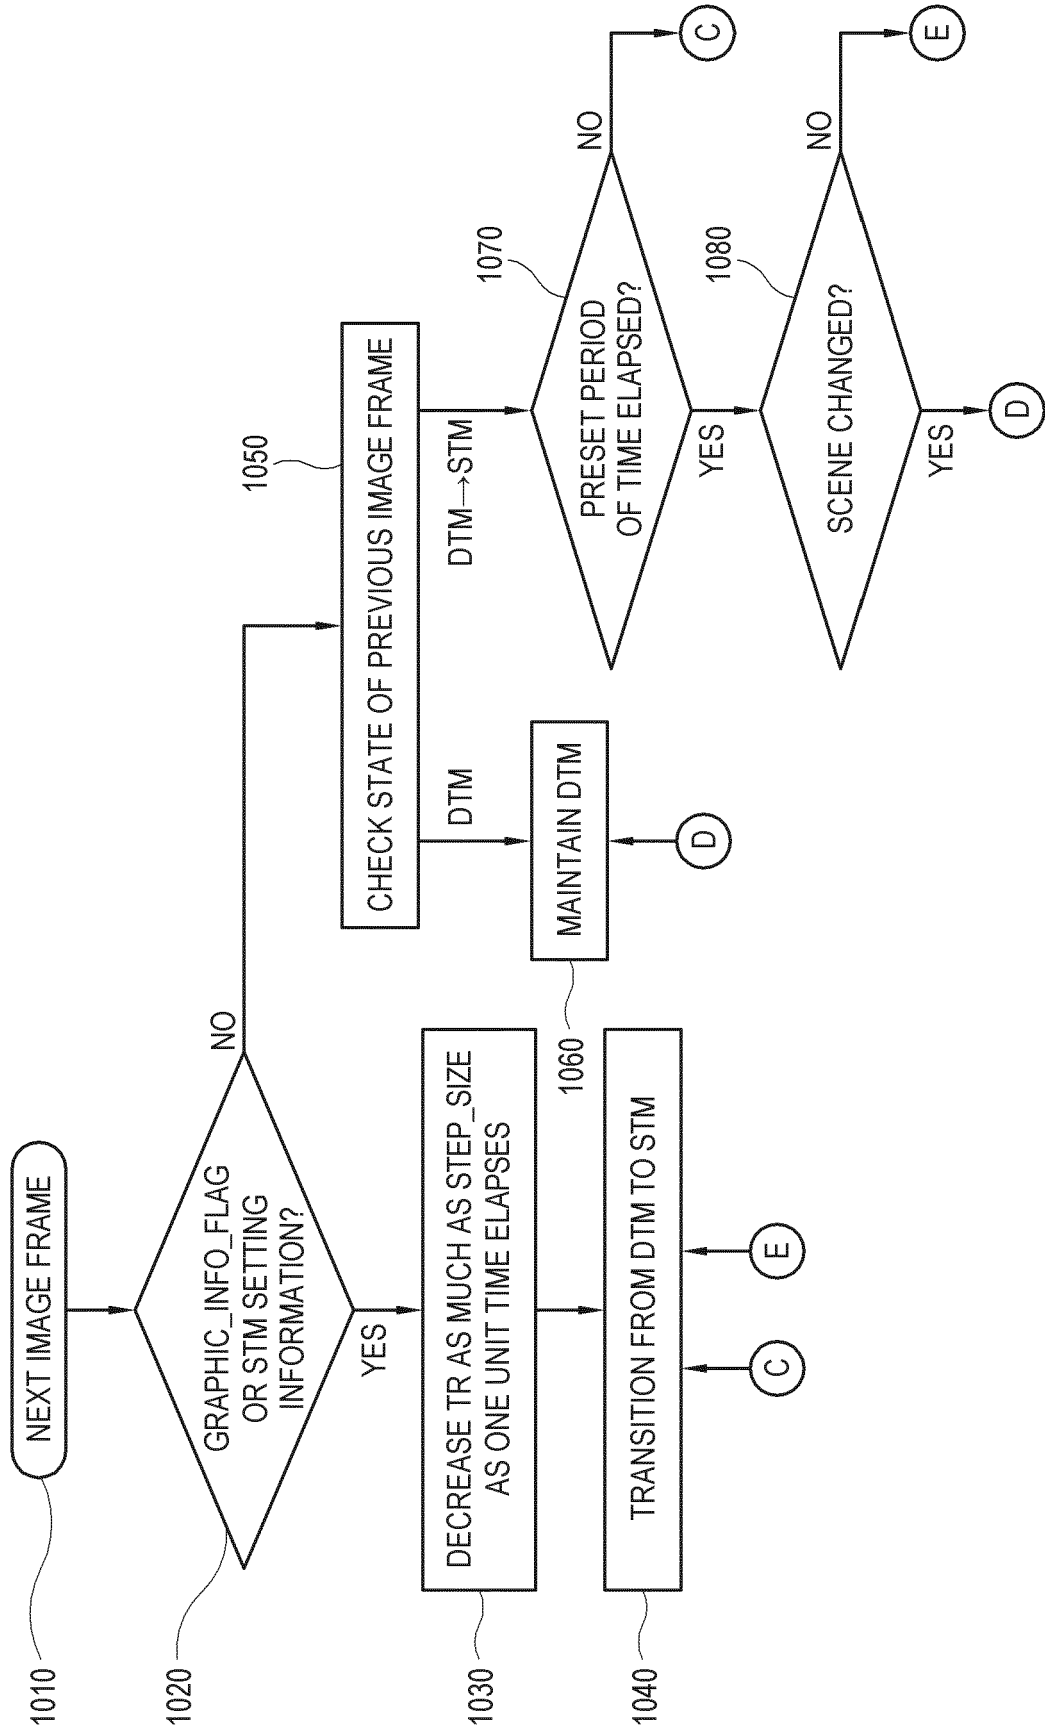 1010
NEXT IMAGE FRAME
1020
GRAPHIC_INFO_FLAG
OR STM SETTING
INFORMATION?
NO
YES
1030
DECREASE TR AS MUCH AS STEP_SIZE
AS ONE UNIT TIME ELAPSES
1040
TRANSITION FROM DTM TO STM
C
E
1050
CHECK STATE OF PREVIOUS IMAGE FRAME
DTM
DTM→STM
1060
MAINTAIN DTM
D
1070
PRESET PERIOD
OF TIME ELAPSED?
NO
C
YES
1080
SCENE CHANGED?
NO
E
YES
D